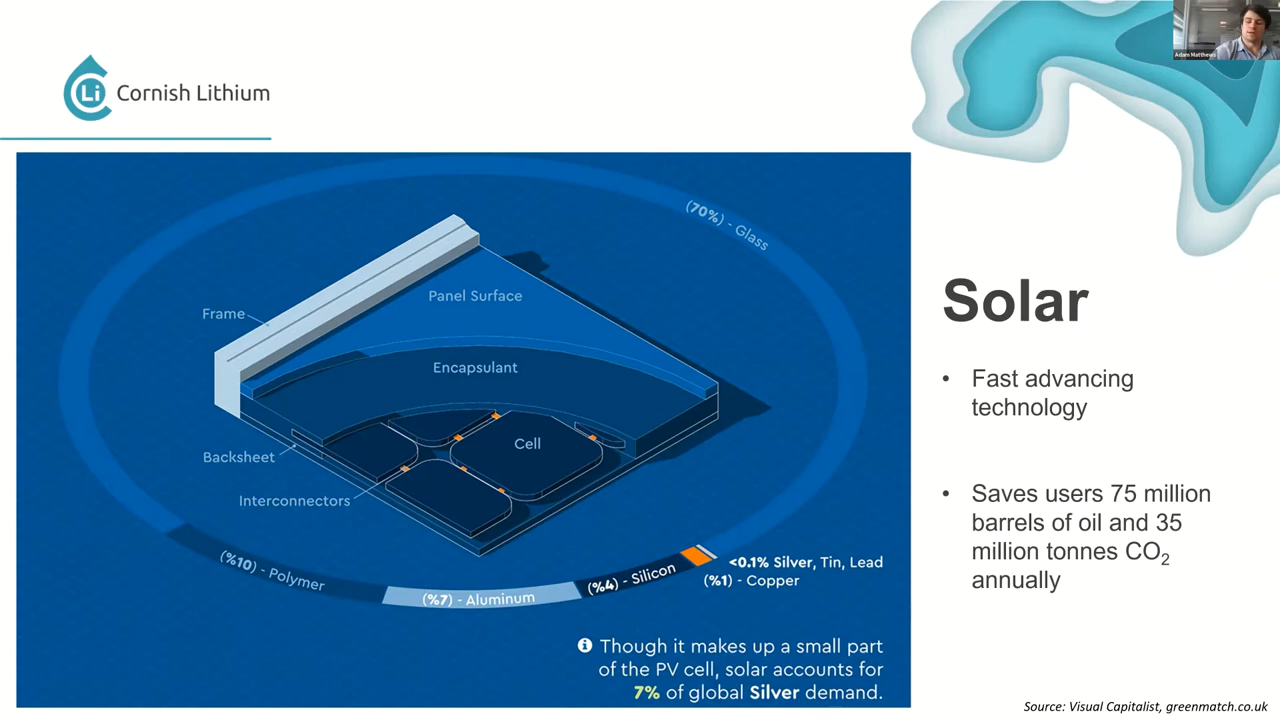 Adam Matthews
Li
Cornish Lithium
(70%) - Glass
Frame
Panel Surface
Encapsulant
Cell
Backsheet
Interconnectors
(%10) - Polymer
(%7) - Aluminum
(%4) - Silicon
<0.1% Silver, Tin, Lead
(%1) - Copper
Though it makes up a small part
of the PV cell, solar accounts for
7% of global Silver demand.
Solar
• Fast advancing
technology
• Saves users 75 million
barrels of oil and 35
million tonnes CO₂
annually
Source: Visual Capitalist, greenmatch.co.uk